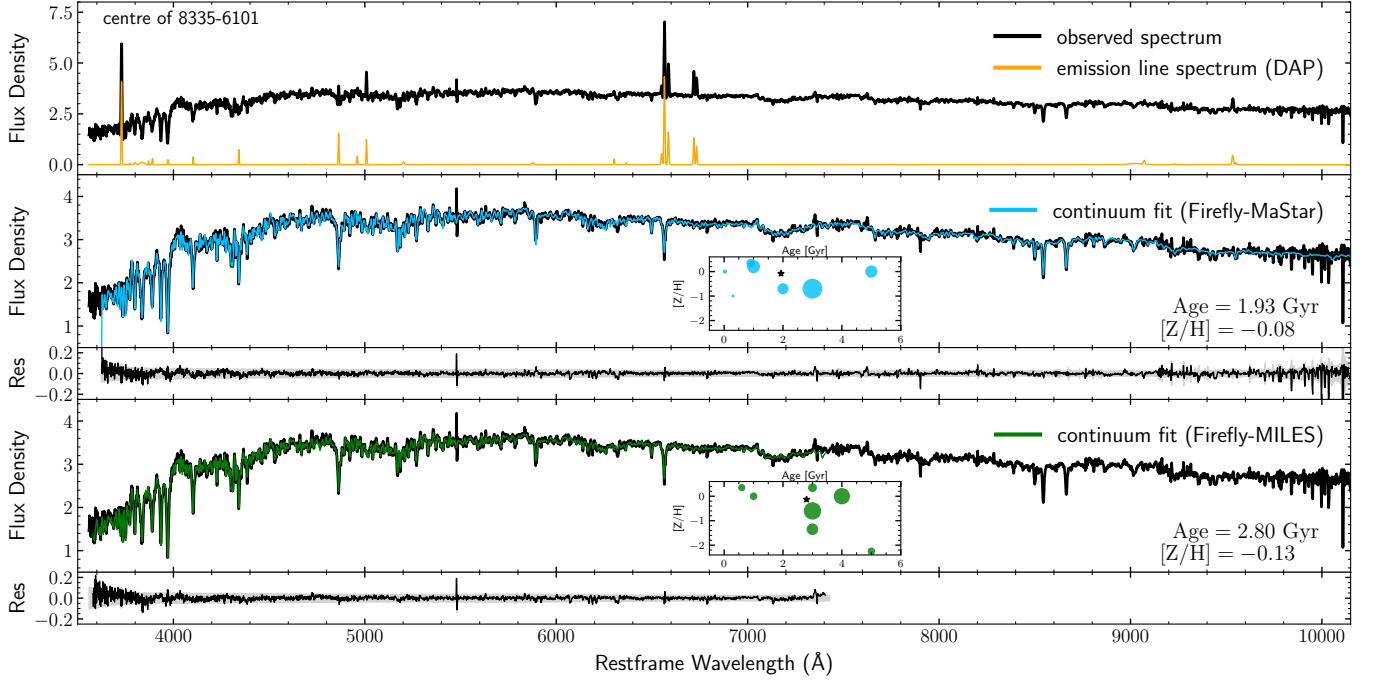 centre of 8335-6101
observed spectrum
emission line spectrum (DAP)
Flux Density
7.5
5.0
2.5
0.0
continuum fit (Firefly-MaStar)
Flux Density
4
3
2
1
Age [Gyr]
[Z/H]
0
−1
−2
0 2 4 6
Age = 1.93 Gyr
[Z/H] = −0.08
Res
0.2
0.0
−0.2
continuum fit (Firefly-MILES)
Flux Density
4
3
2
1
Age [Gyr]
[Z/H]
0
−1
−2
0 2 4 6
Age = 2.80 Gyr
[Z/H] = −0.13
Res
0.2
0.0
−0.2
4000 5000 6000 7000 8000 9000 10000
Restframe Wavelength (Å)